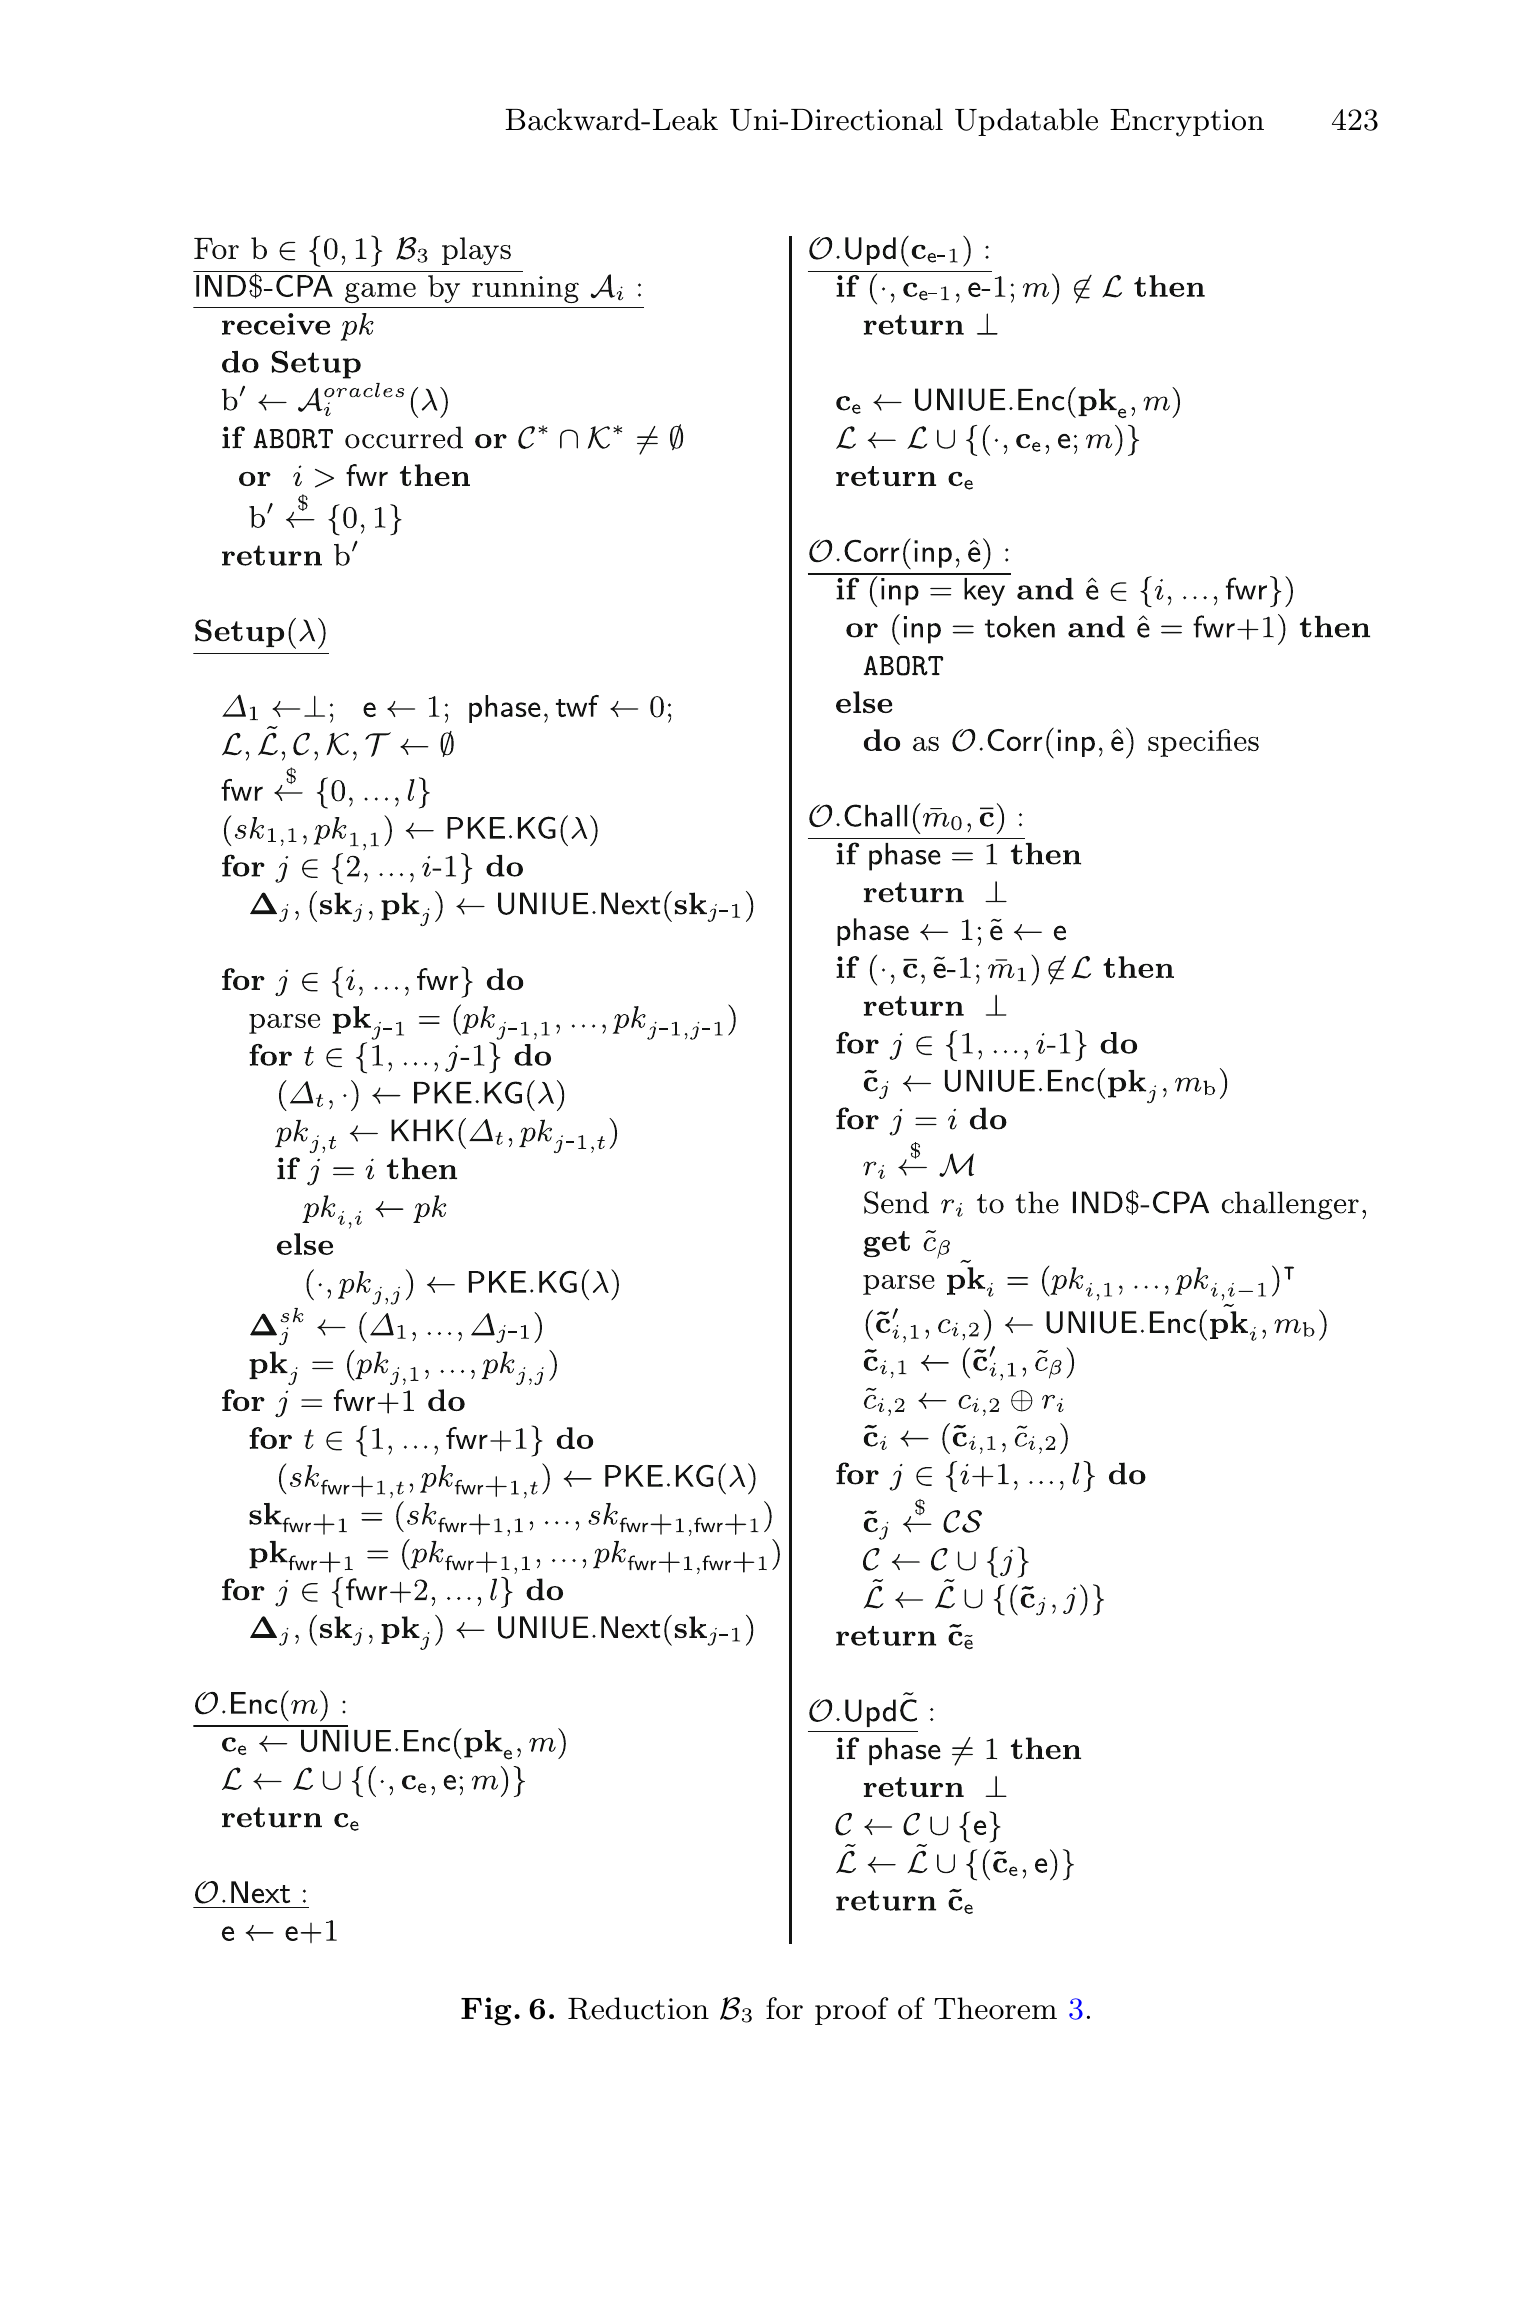 Backward-Leak Uni-Directional Updatable Encryption 423
For b ∈ {0, 1} ℬ₃ plays
IND$-CPA game by running 𝒜ᵢ :
receive pk
do Setup
b′ ← 𝒜ᵢ^{oracles}(λ)
if ABORT occurred or 𝒞* ∩ 𝒦* ≠ ∅
or i > fwr then
b′ ←$ {0, 1}
return b′
Setup(λ)
Δ₁ ←⊥; e ← 1; phase, twf ← 0;
ℒ, ℒ̃, 𝒞, 𝒦, 𝒯 ← ∅
fwr ←$ {0, ..., l}
(sk_{1,1}, pk_{1,1}) ← PKE.KG(λ)
for j ∈ {2, ..., i-1} do
Δ_j, (sk_j, pk_j) ← UNIUE.Next(sk_{j-1})
for j ∈ {i, ..., fwr} do
parse pk_{j-1} = (pk_{j-1,1}, ..., pk_{j-1,j-1})
for t ∈ {1, ..., j-1} do
(Δ_t, ·) ← PKE.KG(λ)
pk_{j,t} ← KHK(Δ_t, pk_{j-1,t})
if j = i then
pk_{i,i} ← pk
else
(·, pk_{j,j}) ← PKE.KG(λ)
Δ_j^{sk} ← (Δ₁, ..., Δ_{j-1})
pk_j = (pk_{j,1}, ..., pk_{j,j})
for j = fwr+1 do
for t ∈ {1, ..., fwr+1} do
(sk_{fwr+1,t}, pk_{fwr+1,t}) ← PKE.KG(λ)
sk_{fwr+1} = (sk_{fwr+1,1}, ..., sk_{fwr+1,fwr+1})
pk_{fwr+1} = (pk_{fwr+1,1}, ..., pk_{fwr+1,fwr+1})
for j ∈ {fwr+2, ..., l} do
Δ_j, (sk_j, pk_j) ← UNIUE.Next(sk_{j-1})
𝒪.Enc(m) :
c_e ← UNIUE.Enc(pk_e, m)
ℒ ← ℒ ∪ {(·, c_e, e; m)}
return c_e
𝒪.Next :
e ← e+1
𝒪.Upd(c_{e-1}) :
if (·, c_{e-1}, e-1; m) ∉ ℒ then
return ⊥
c_e ← UNIUE.Enc(pk_e, m)
ℒ ← ℒ ∪ {(·, c_e, e; m)}
return c_e
𝒪.Corr(inp, ê) :
if (inp = key and ê ∈ {i, ..., fwr})
or (inp = token and ê = fwr+1) then
ABORT
else
do as 𝒪.Corr(inp, ê) specifies
𝒪.Chall(m̄₀, c̄) :
if phase = 1 then
return ⊥
phase ← 1; ẽ ← e
if (·, c̄, ẽ-1; m̄₁) ∉ ℒ then
return ⊥
for j ∈ {1, ..., i-1} do
c̃_j ← UNIUE.Enc(pk_j, m_b)
for j = i do
r_i ←$ ℳ
Send r_i to the IND$-CPA challenger,
get c̃_β
parse p̃k_i = (pk_{i,1}, ..., pk_{i,i−1})^⊺
(c̃′_{i,1}, c_{i,2}) ← UNIUE.Enc(p̃k_i, m_b)
c̃_{i,1} ← (c̃′_{i,1}, c̃_β)
c̃_{i,2} ← c_{i,2} ⊕ r_i
c̃_i ← (c̃_{i,1}, c̃_{i,2})
for j ∈ {i+1, ..., l} do
c̃_j ←$ 𝒞𝒮
𝒞 ← 𝒞 ∪ {j}
ℒ̃ ← ℒ̃ ∪ {(c̃_j, j)}
return c̃_ẽ
𝒪.UpdC̃ :
if phase ≠ 1 then
return ⊥
𝒞 ← 𝒞 ∪ {e}
ℒ̃ ← ℒ̃ ∪ {(c̃_e, e)}
return c̃_e
Fig. 6. Reduction ℬ₃ for proof of Theorem 3.